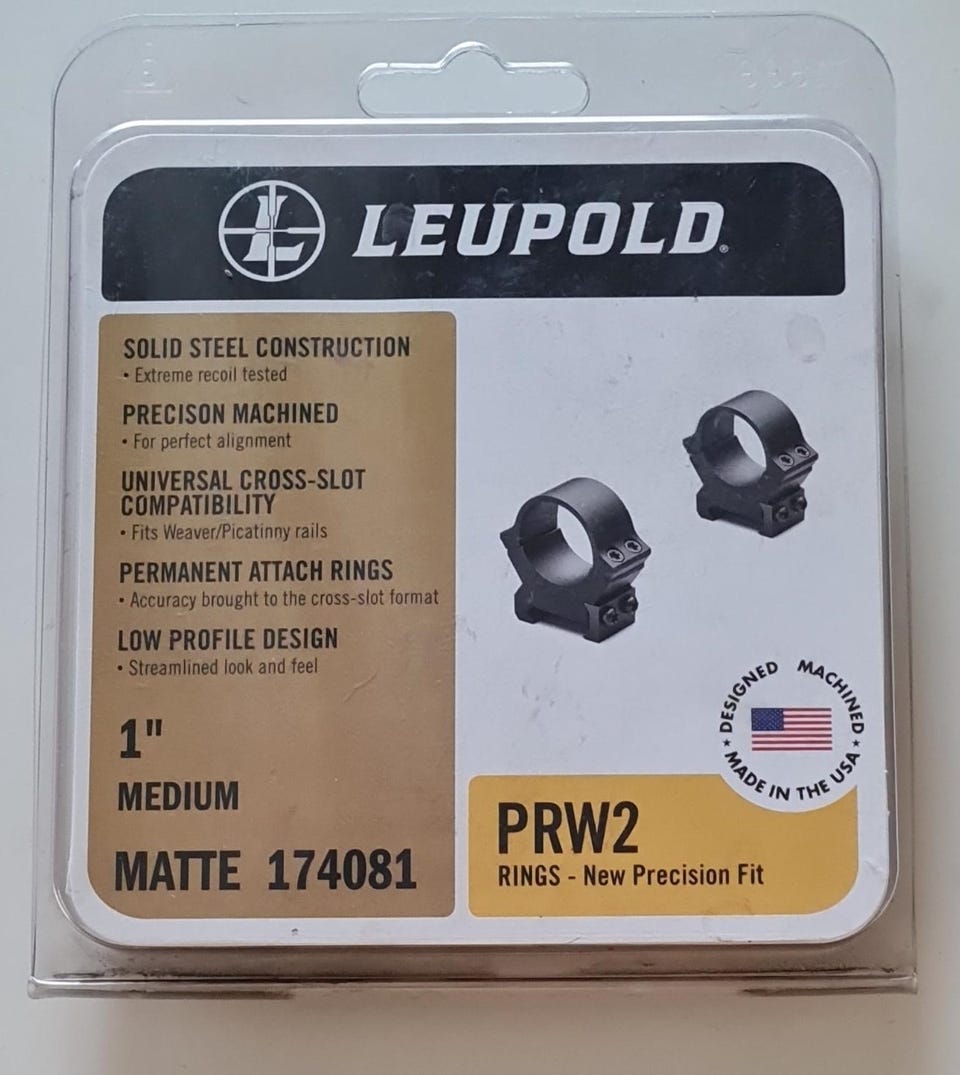 LEUPOLD
SOLID STEEL CONSTRUCTION
• Extreme recoil tested
PRECISON MACHINED
• For perfect alignment
UNIVERSAL CROSS-SLOT
COMPATIBILITY
• Fits Weaver/Picatinny rails
PERMANENT ATTACH RINGS
• Accuracy brought to the cross-slot format
LOW PROFILE DESIGN
• Streamlined look and feel
1"
MEDIUM
MATTE 174081
DESIGNED MACHINED
★ MADE IN THE USA ★
PRW2
RINGS - New Precision Fit